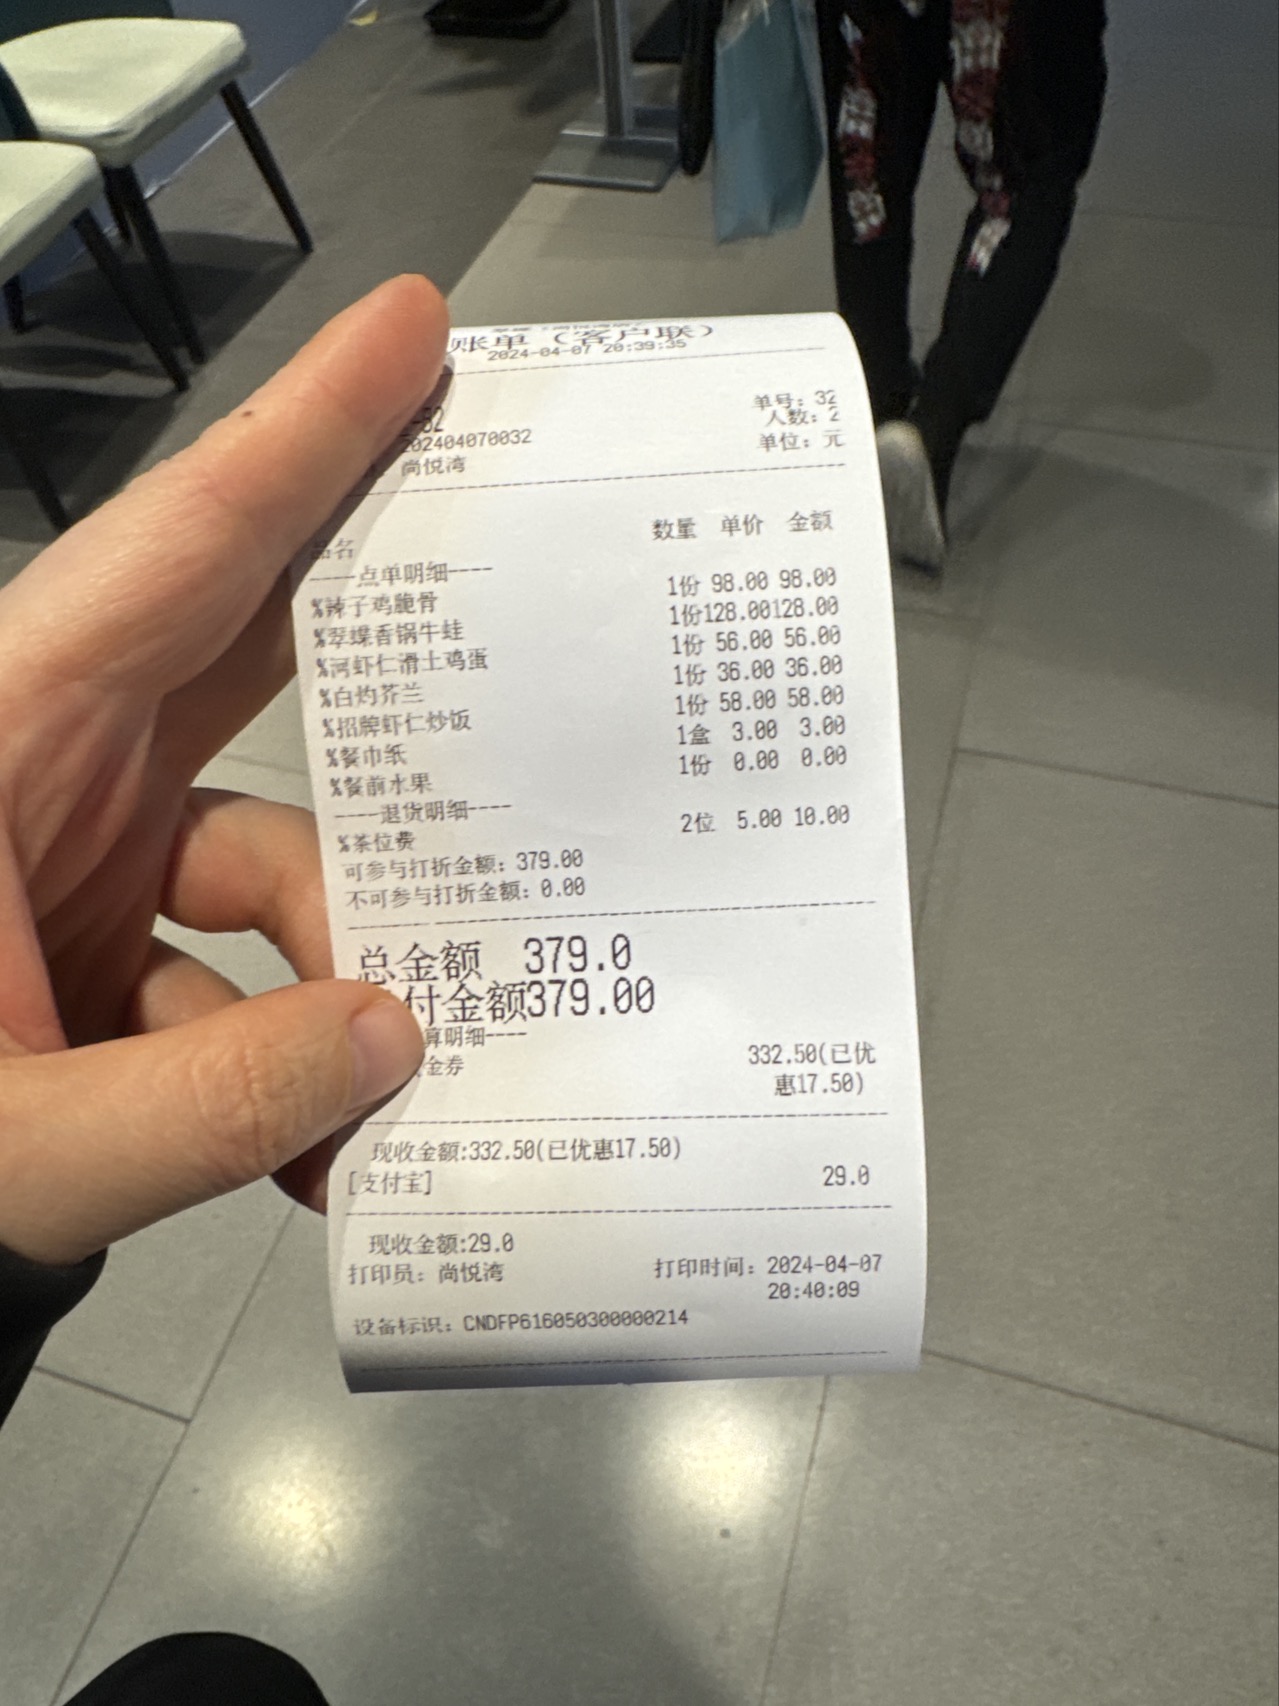 账单（客户联）
2024-04-07 20:39:35
-52
单号：32
202404070032
人数：2
尚悦湾
单位：元
品名 数量 单价 金额
----点单明细----
%辣子鸡脆骨 1份 98.00 98.00
%翠蝶香锅牛蛙 1份128.00128.00
%河虾仁滑土鸡蛋 1份 56.00 56.00
%白灼芥兰 1份 36.00 36.00
%招牌虾仁炒饭 1份 58.00 58.00
%餐巾纸 1盒 3.00 3.00
%餐前水果 1份 0.00 0.00
----退货明细----
%茶位费 2位 5.00 10.00
可参与打折金额：379.00
不可参与打折金额：0.00
总金额 379.0
付金额379.00
算明细----
金券 332.50(已优
惠17.50)
现收金额:332.50(已优惠17.50)
[支付宝] 29.0
现收金额:29.0
打印员：尚悦湾 打印时间：2024-04-07
20:40:09
设备标识：CNDFP616050300000214